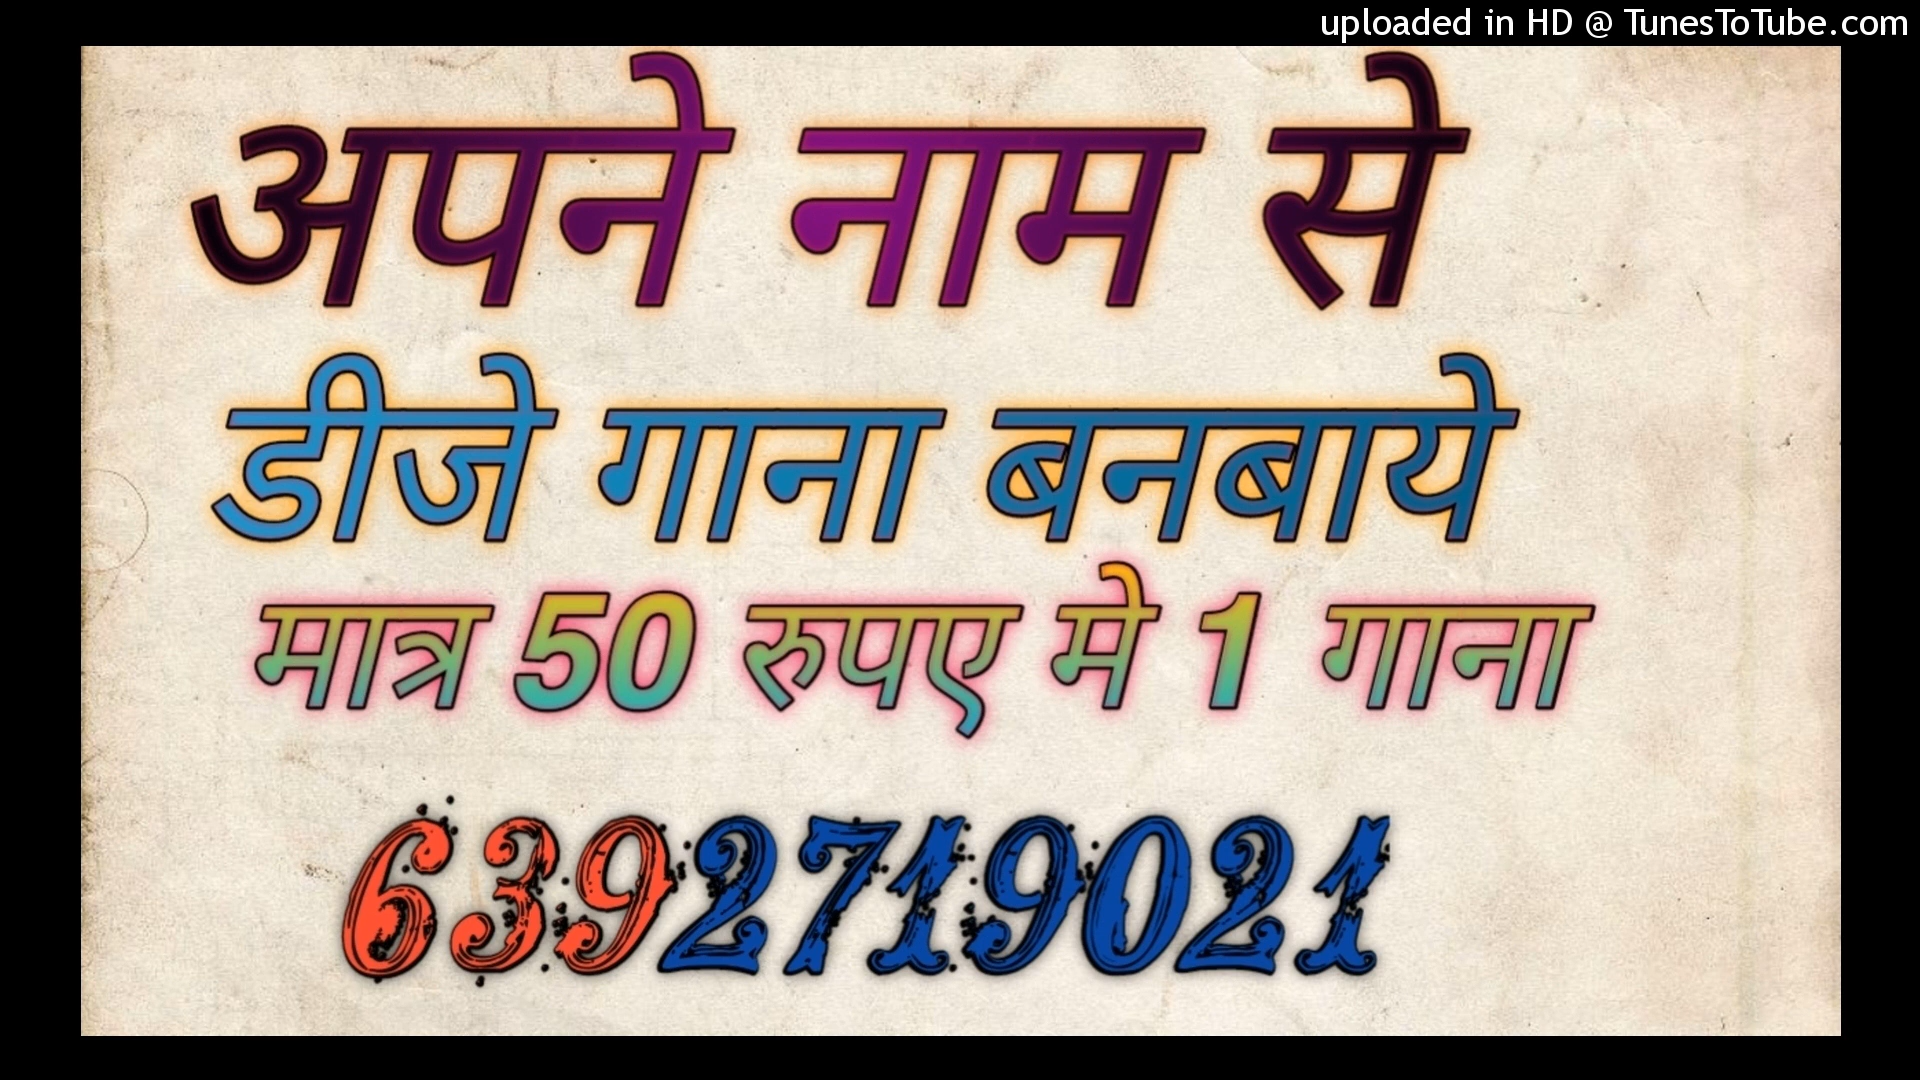 uploaded in HD @ TunesToTube.com
अपने नाम से
डीजे गाना बनबाये
मात्र 50 रुपए मे 1 गाना
6392719021